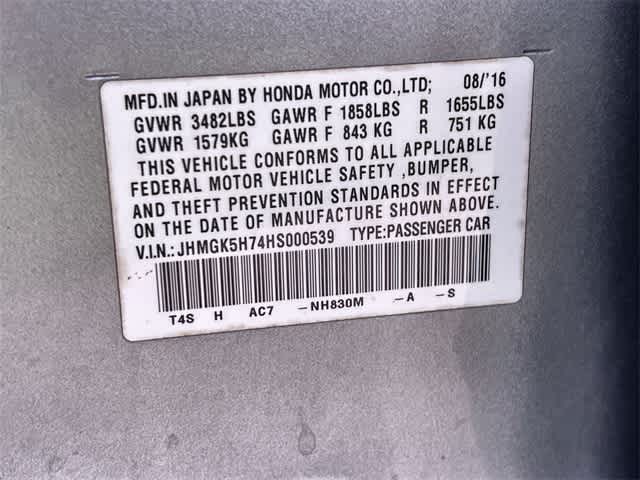 MFD.IN JAPAN BY HONDA MOTOR CO.,LTD; 08/'16
GVWR 3482LBS GAWR F 1858LBS R 1655LBS
GVWR 1579KG GAWR F 843 KG R 751 KG
THIS VEHICLE CONFORMS TO ALL APPLICABLE
FEDERAL MOTOR VEHICLE SAFETY ,BUMPER,
AND THEFT PREVENTION STANDARDS IN EFFECT
ON THE DATE OF MANUFACTURE SHOWN ABOVE.
V.I.N.:JHMGK5H74HS000539 TYPE:PASSENGER CAR
T4S H AC7 -NH830M -A -S